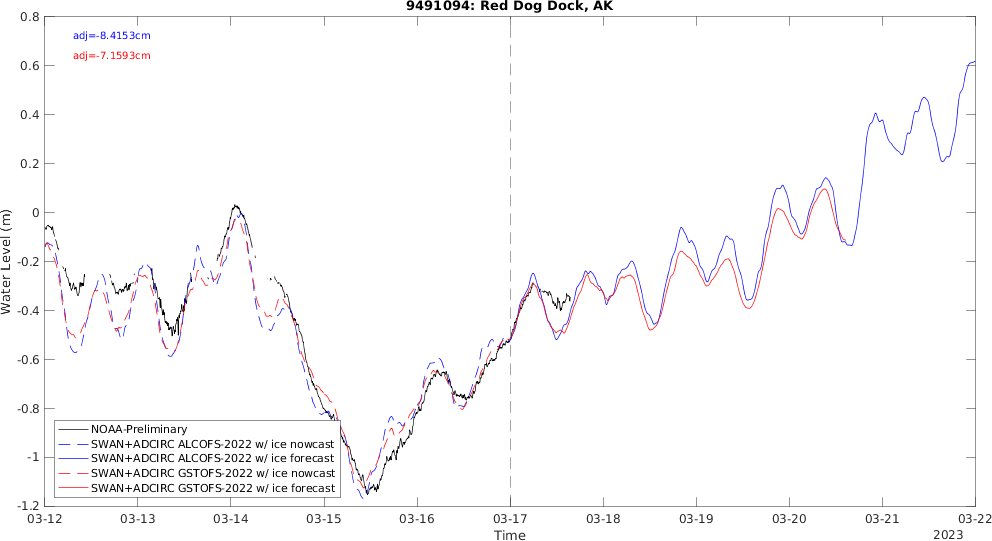 9491094: Red Dog Dock, AK
adj=-8.4153cm
adj=-7.1593cm
Water Level (m)
0.8
0.6
0.4
0.2
0
-0.2
-0.4
-0.6
-0.8
-1
-1.2
NOAA-Preliminary
SWAN+ADCIRC ALCOFS-2022 w/ ice nowcast
SWAN+ADCIRC ALCOFS-2022 w/ ice forecast
SWAN+ADCIRC GSTOFS-2022 w/ ice nowcast
SWAN+ADCIRC GSTOFS-2022 w/ ice forecast
03-12 03-13 03-14 03-15 03-16 03-17 03-18 03-19 03-20 03-21 03-22
Time
2023